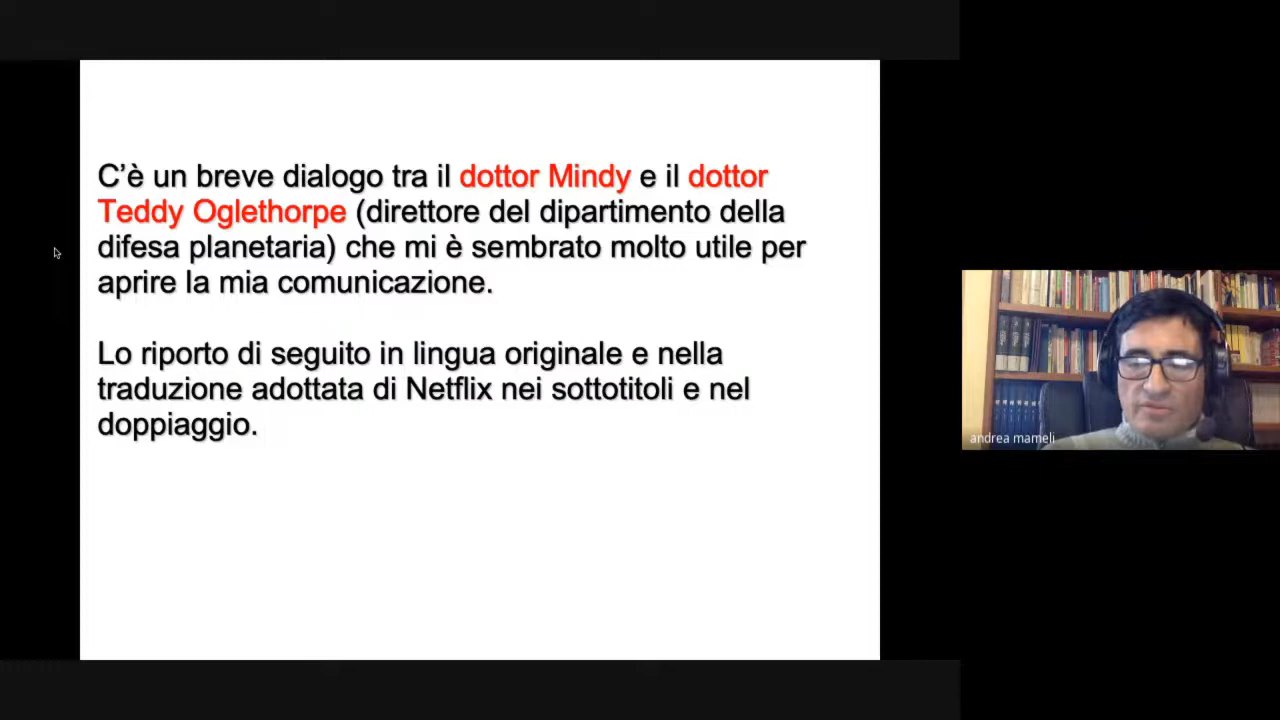 C'è un breve dialogo tra il dottor Mindy e il dottor
Teddy Oglethorpe (direttore del dipartimento della
difesa planetaria) che mi è sembrato molto utile per
aprire la mia comunicazione.
Lo riporto di seguito in lingua originale e nella
traduzione adottata di Netflix nei sottotitoli e nel
doppiaggio.
andrea mameli